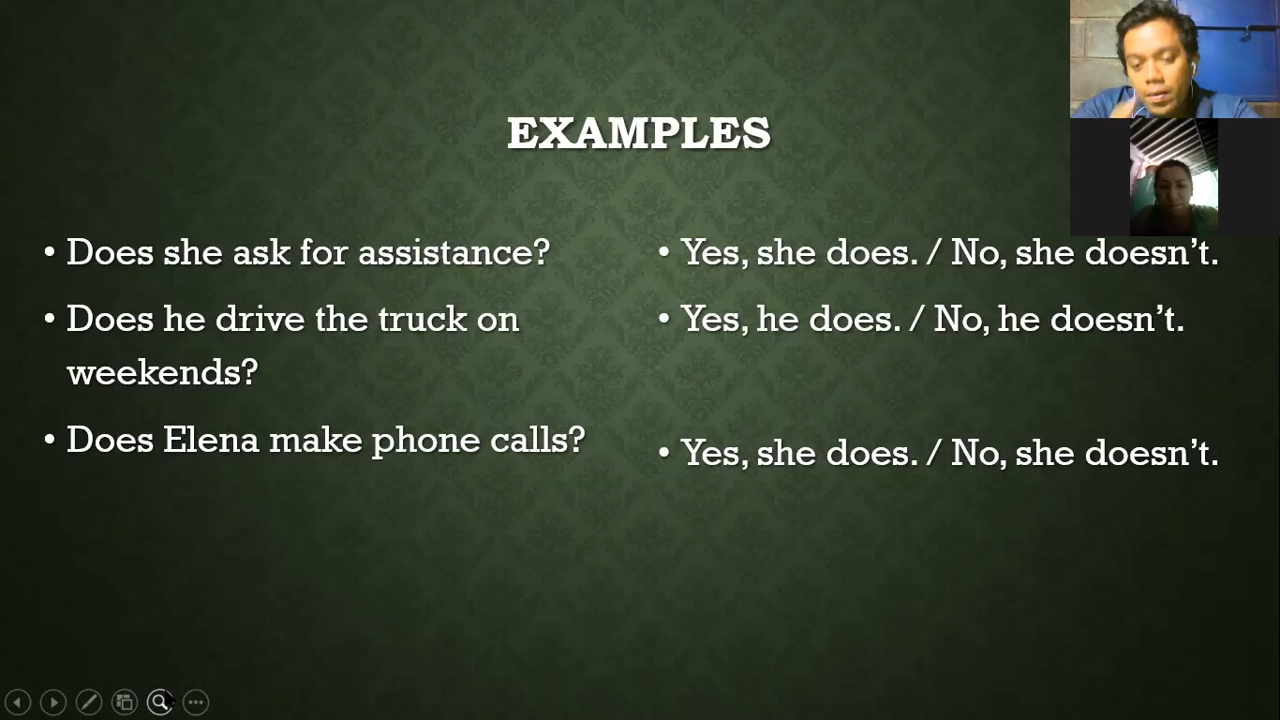 EXAMPLES
• Does she ask for assistance?
• Does he drive the truck on
weekends?
• Does Elena make phone calls?
• Yes, she does. / No, she doesn’t.
• Yes, he does. / No, he doesn’t.
• Yes, she does. / No, she doesn’t.